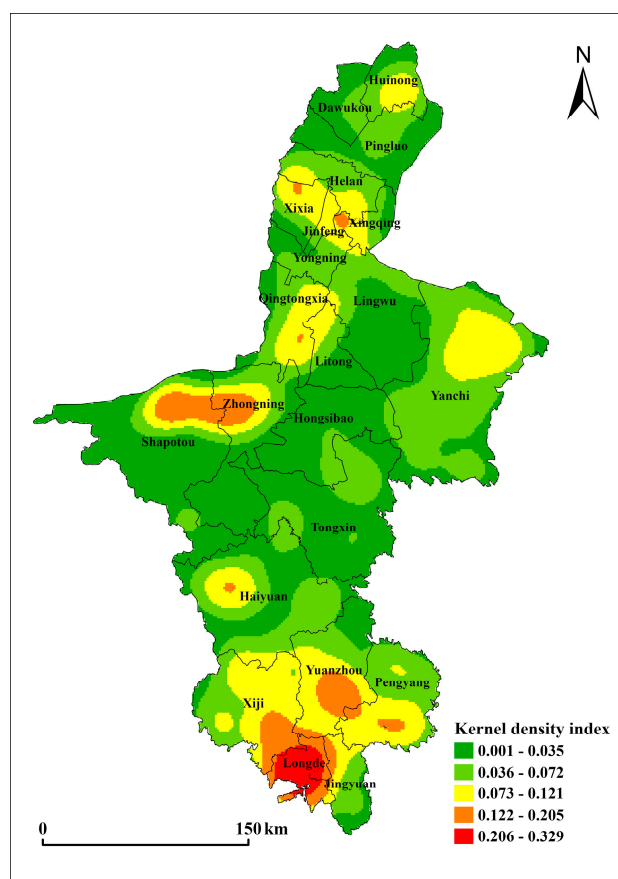 N
Huinong
Dawukou
Pingluo
Helan
Xixia
Xingqing
Jinfeng
Yongning
Qingtongxia
Lingwu
Litong
Yanchi
Zhongning
Hongsibao
Shapotou
Tongxin
Haiyuan
Yuanzhou
Pengyang
Xiji
Longde
Jingyuan
Kernel density index
0.001 - 0.035
0.036 - 0.072
0.073 - 0.121
0.122 - 0.205
0.206 - 0.329
0 150 km